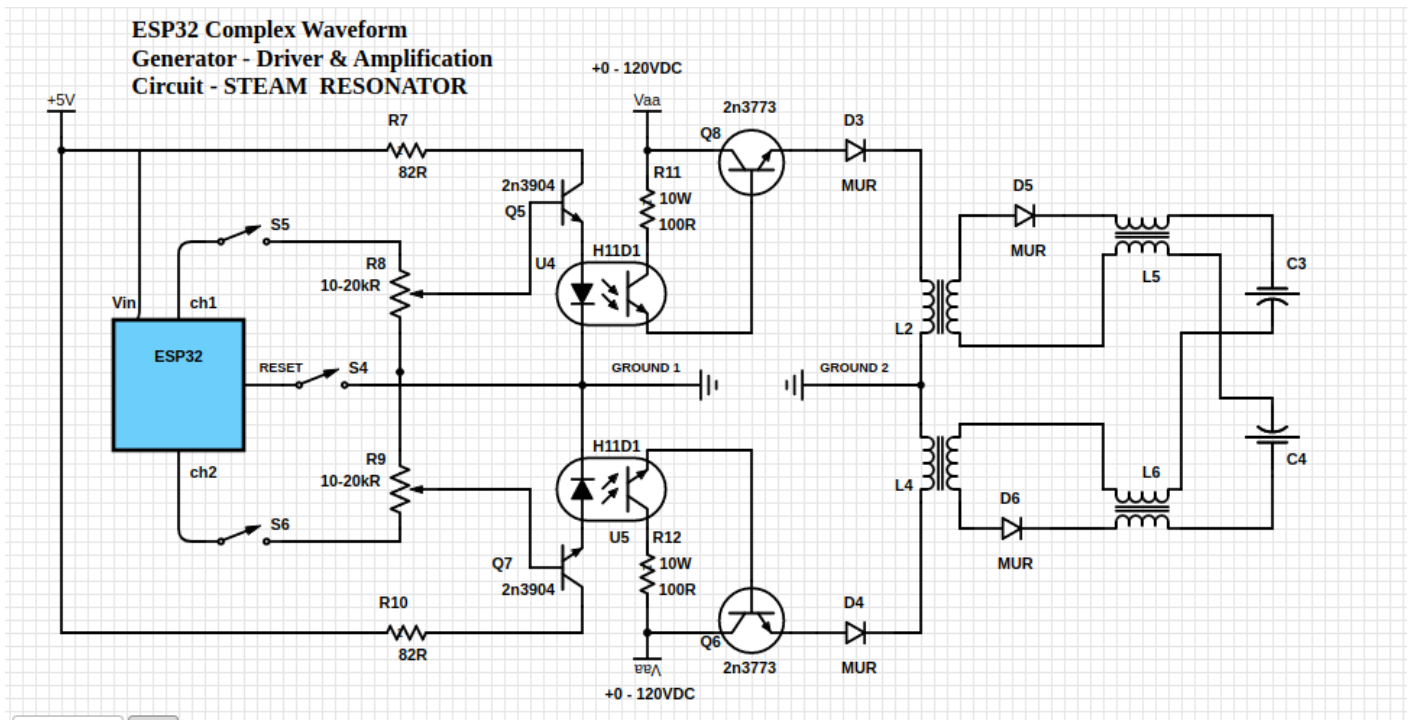 ESP32 Complex Waveform
Generator - Driver & Amplification
Circuit - STEAM RESONATOR
+0 - 120VDC
+5V
Vaa
2n3773
R7
Q8
D3
82R
R11
10W
100R
MUR
2n3904
Q5
D5
MUR
S5
H11D1
U4
R8
10-20kR
C3
L5
Vin
ch1
L2
ESP32
RESET
S4
GROUND 1
GROUND 2
H11D1
ch2
R9
10-20kR
L4
L6
C4
D6
S6
U5
R12
10W
100R
Q7
2n3904
MUR
R10
D4
82R
Q6
Vaa
2n3773
MUR
+0 - 120VDC